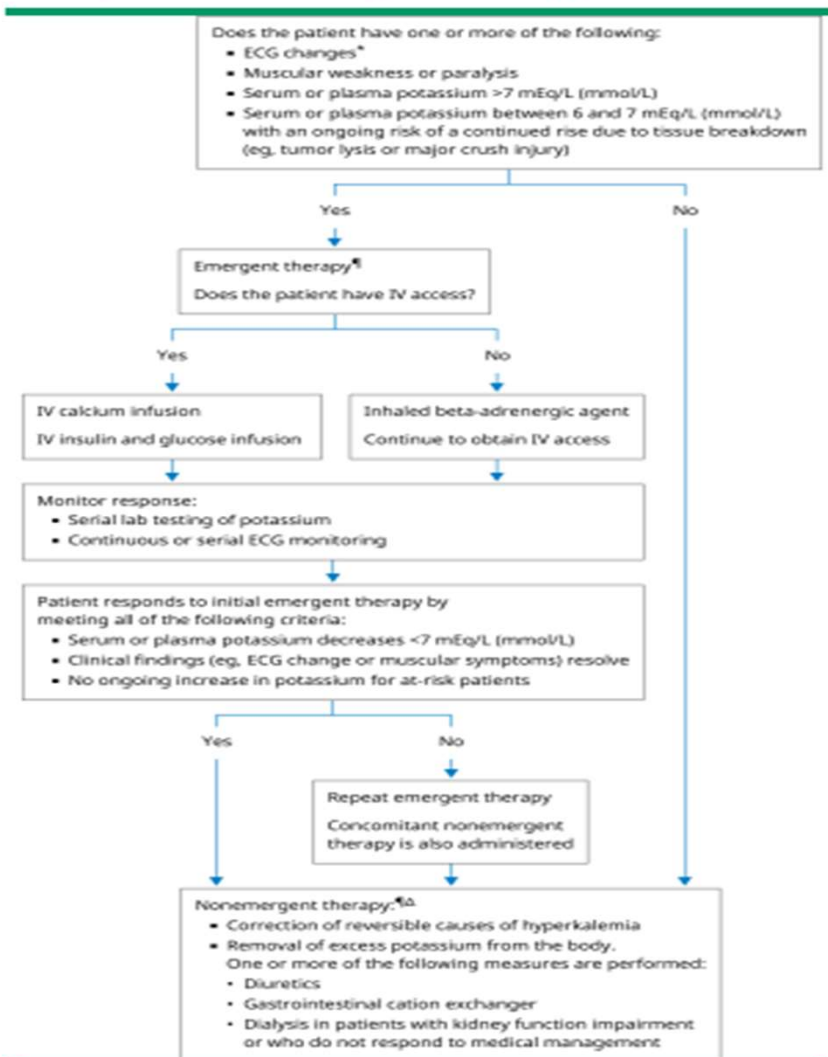 Does the patient have one or more of the following:
▪ ECG changes*
▪ Muscular weakness or paralysis
▪ Serum or plasma potassium >7 mEq/L (mmol/L)
▪ Serum or plasma potassium between 6 and 7 mEq/L (mmol/L)
with an ongoing risk of a continued rise due to tissue breakdown
(eg, tumor lysis or major crush injury)
Yes
No
Emergent therapy¶
Does the patient have IV access?
Yes
No
IV calcium infusion
IV insulin and glucose infusion
Inhaled beta-adrenergic agent
Continue to obtain IV access
Monitor response:
▪ Serial lab testing of potassium
▪ Continuous or serial ECG monitoring
Patient responds to initial emergent therapy by
meeting all of the following criteria:
▪ Serum or plasma potassium decreases <7 mEq/L (mmol/L)
▪ Clinical findings (eg, ECG change or muscular symptoms) resolve
▪ No ongoing increase in potassium for at-risk patients
Yes
No
Repeat emergent therapy
Concomitant nonemergent
therapy is also administered
Nonemergent therapy:¶Δ
▪ Correction of reversible causes of hyperkalemia
▪ Removal of excess potassium from the body.
One or more of the following measures are performed:
• Diuretics
• Gastrointestinal cation exchanger
• Dialysis in patients with kidney function impairment
or who do not respond to medical management